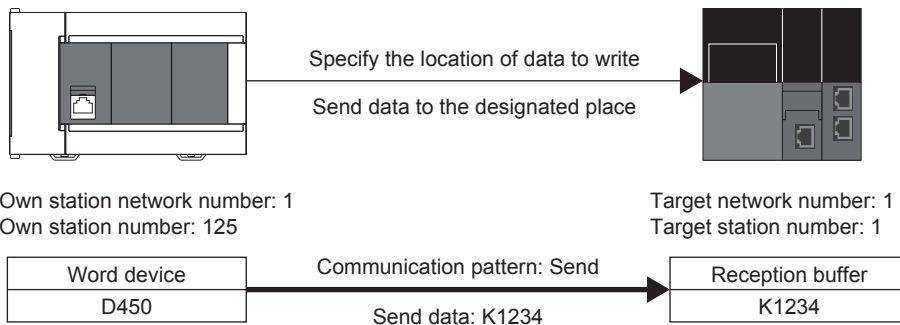 Specify the location of data to write
Send data to the designated place
Own station network number: 1
Own station number: 125
Target network number: 1
Target station number: 1
Word device
D450
Communication pattern: Send
Send data: K1234
Reception buffer
K1234